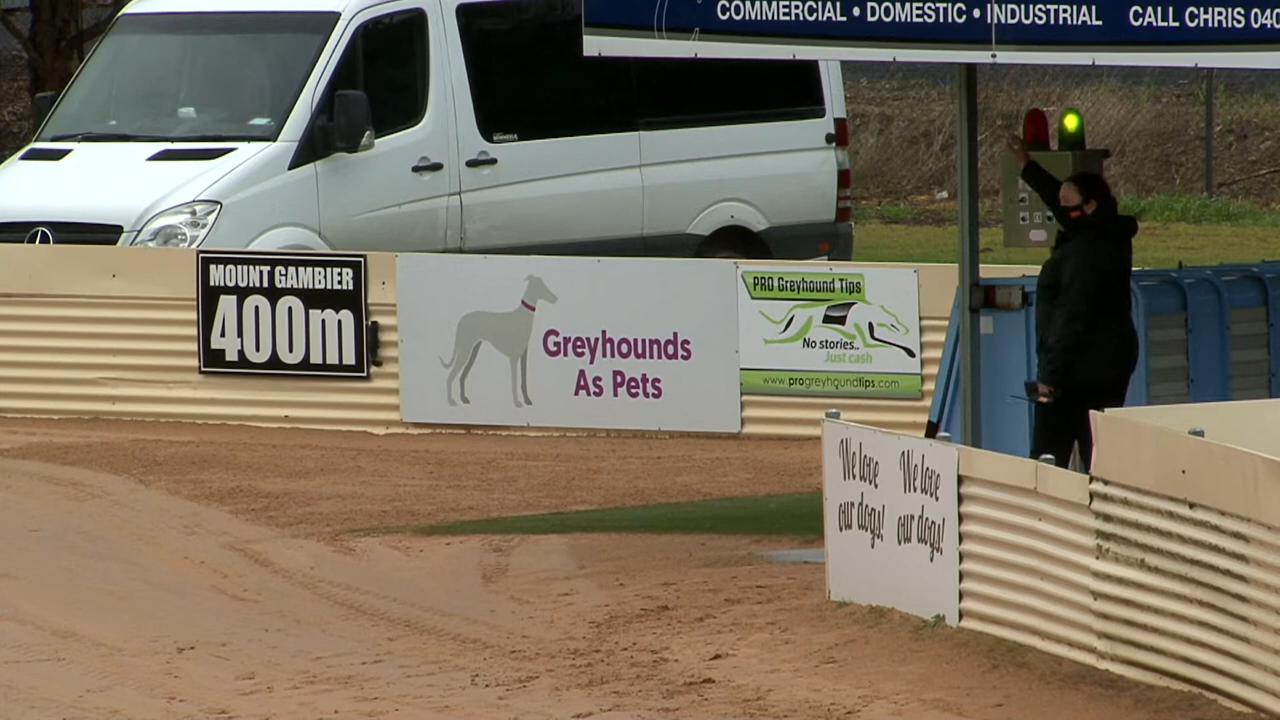 COMMERCIAL • DOMESTIC • INDUSTRIAL CALL CHRIS 040
MOUNT GAMBIER
400m
Greyhounds
As Pets
PRO Greyhound Tips
No stories..
Just cash
www.progreyhoundtips.com
We love
our dogs!
We love
our dogs!